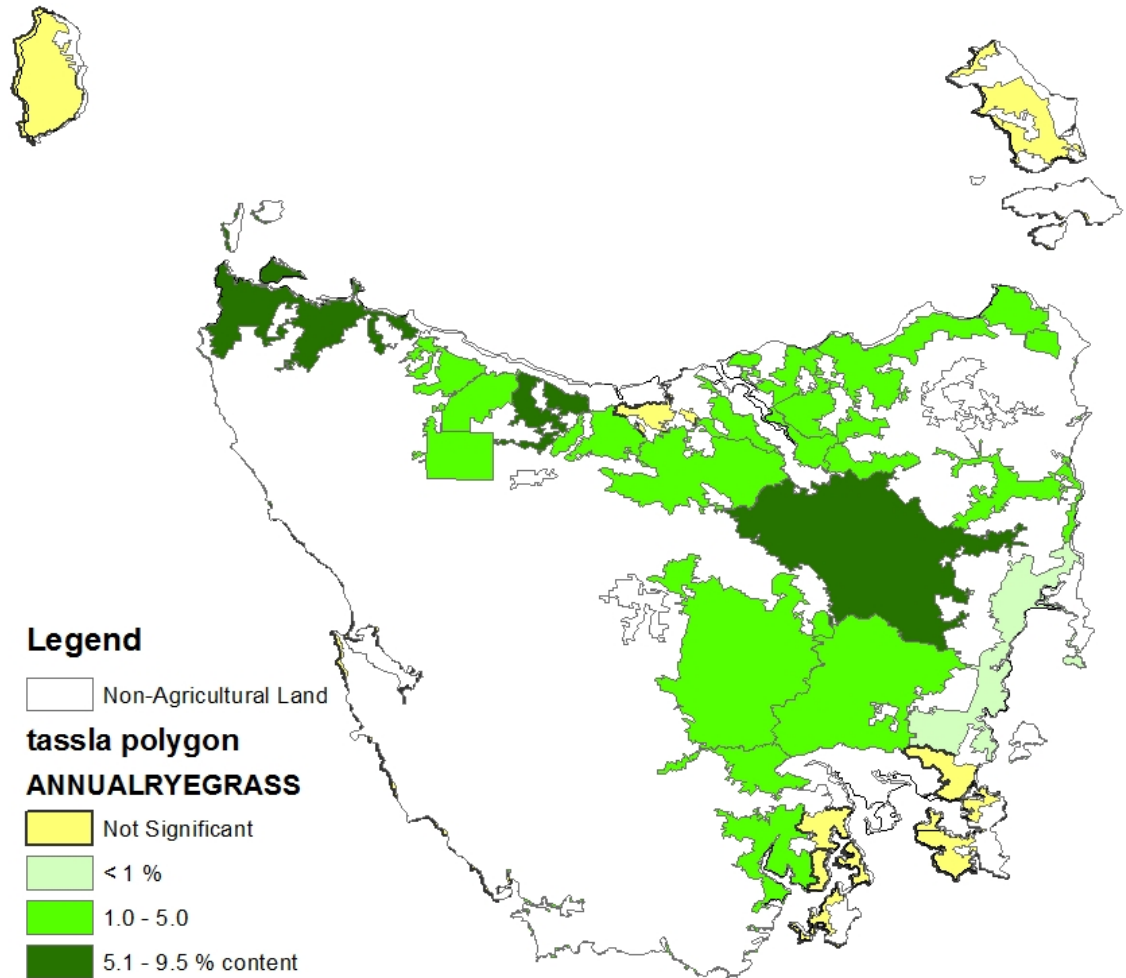 Legend
Non-Agricultural Land
tassla polygon
ANNUALRYEGRASS
Not Significant
< 1 %
1.0 - 5.0
5.1 - 9.5 % content